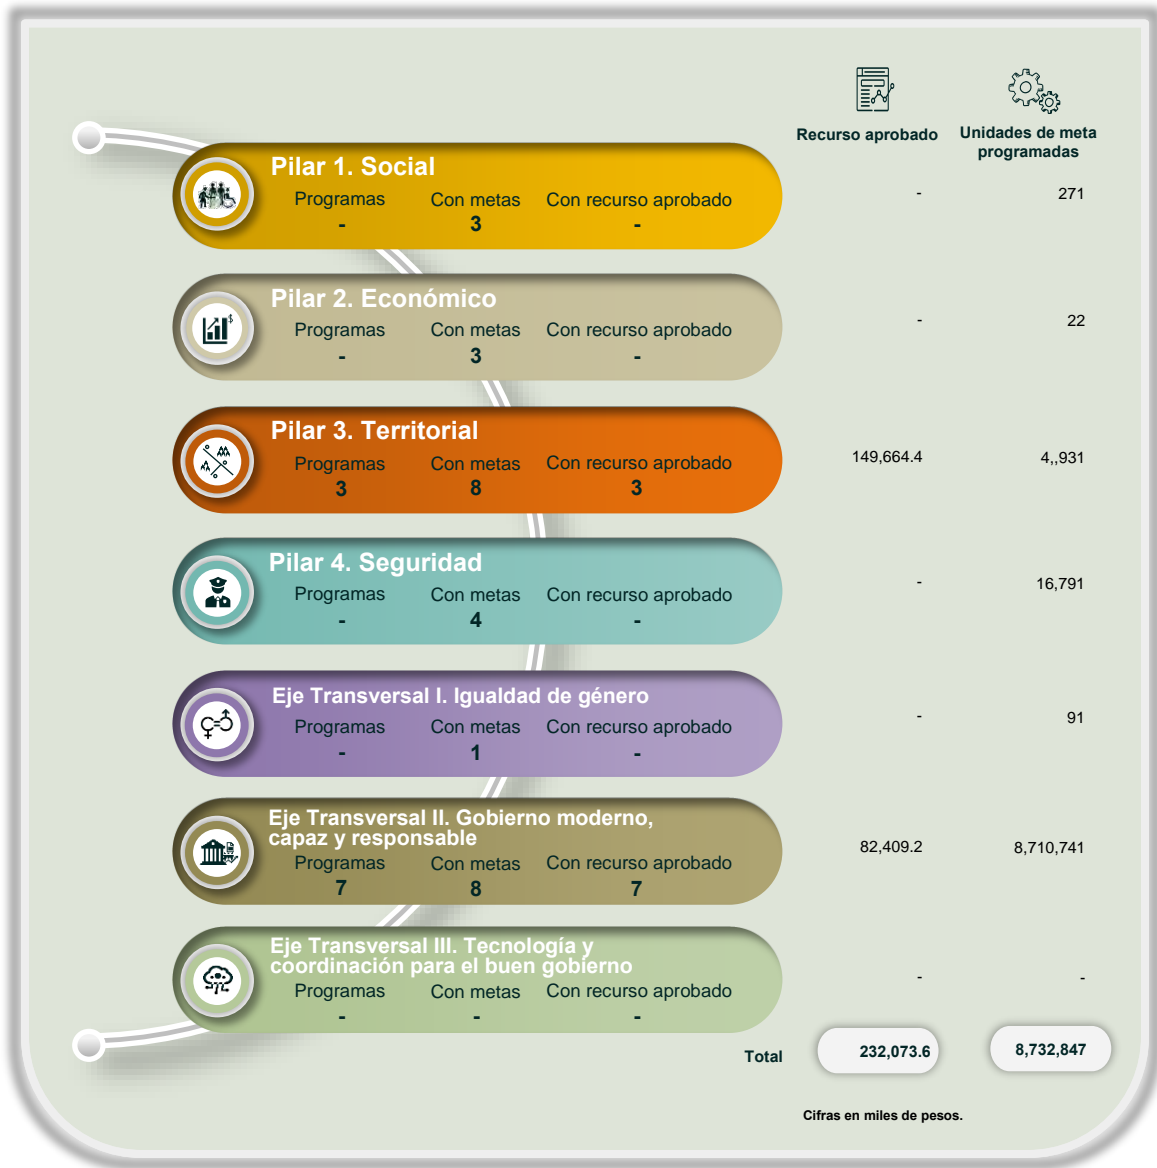 Recurso aprobado
Unidades de meta
programadas
Pilar 1. Social
Programas Con metas Con recurso aprobado
- 3 -
- 271
Pilar 2. Económico
Programas Con metas Con recurso aprobado
- 3 -
- 22
Pilar 3. Territorial
Programas Con metas Con recurso aprobado
3 8 3
149,664.4 4,,931
Pilar 4. Seguridad
Programas Con metas Con recurso aprobado
- 4 -
- 16,791
Eje Transversal I. Igualdad de género
Programas Con metas Con recurso aprobado
- 1 -
- 91
Eje Transversal II. Gobierno moderno,
capaz y responsable
Programas Con metas Con recurso aprobado
7 8 7
82,409.2 8,710,741
Eje Transversal III. Tecnología y
coordinación para el buen gobierno
Programas Con metas Con recurso aprobado
- - -
- -
Total 232,073.6 8,732,847
Cifras en miles de pesos.